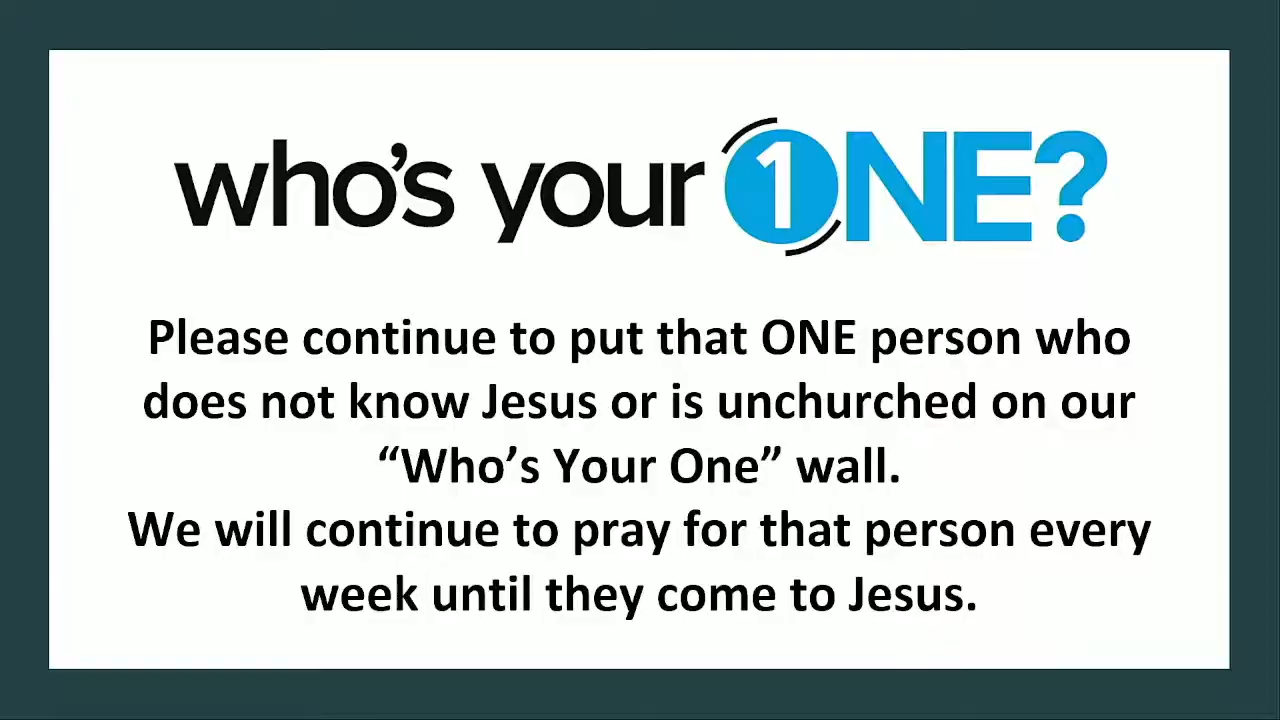 who's your ONE?
1
Please continue to put that ONE person who
does not know Jesus or is unchurched on our
“Who’s Your One” wall.
We will continue to pray for that person every
week until they come to Jesus.